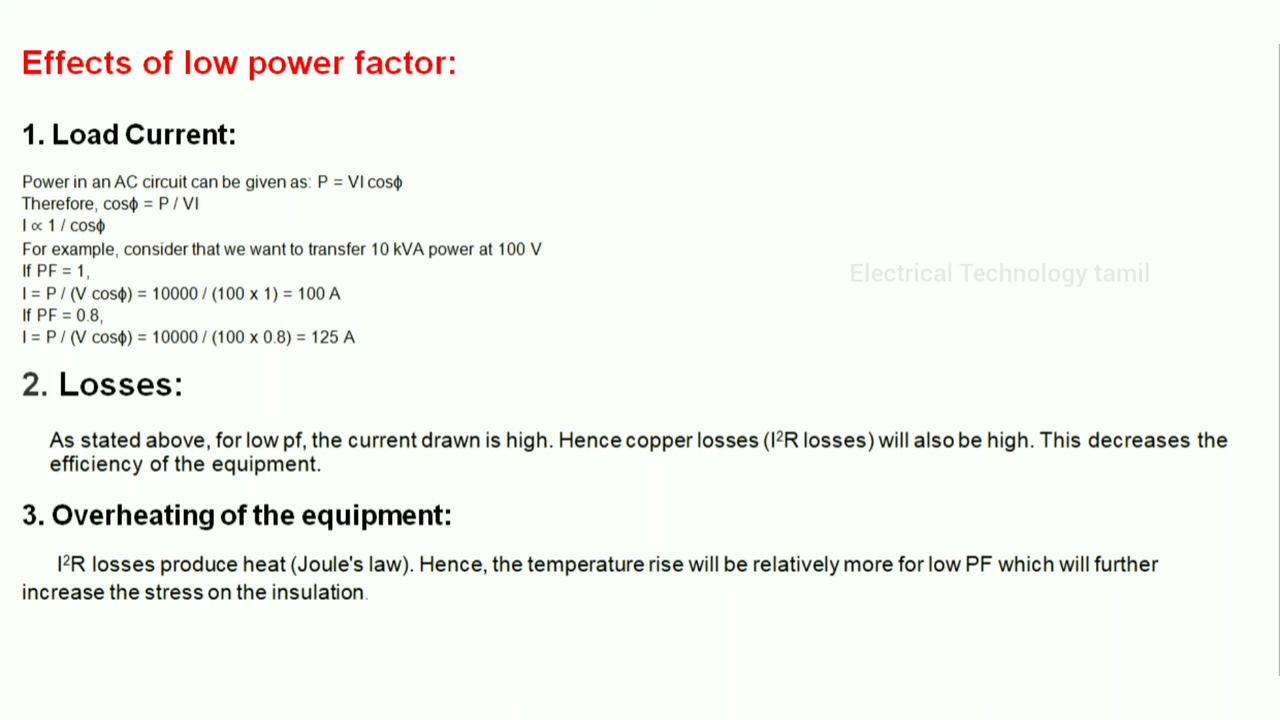 Effects of low power factor:
1. Load Current:
Power in an AC circuit can be given as: P = VI cosϕ
Therefore, cosϕ = P / VI
I ∝ 1 / cosϕ
For example, consider that we want to transfer 10 kVA power at 100 V
If PF = 1,
Electrical Technology tamil
I = P / (V cosϕ) = 10000 / (100 x 1) = 100 A
If PF = 0.8,
I = P / (V cosϕ) = 10000 / (100 x 0.8) = 125 A
2. Losses:
As stated above, for low pf, the current drawn is high. Hence copper losses (I²R losses) will also be high. This decreases the
efficiency of the equipment.
3. Overheating of the equipment:
I²R losses produce heat (Joule's law). Hence, the temperature rise will be relatively more for low PF which will further
increase the stress on the insulation.